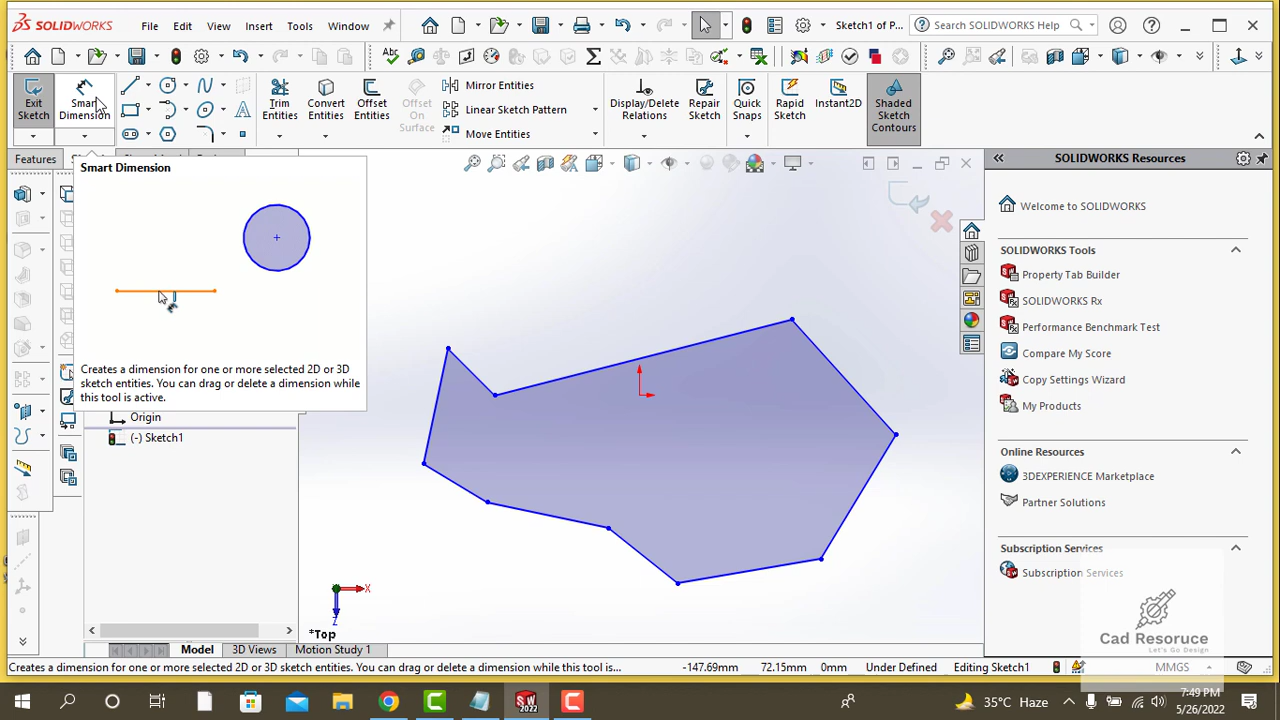 SOLIDWORKS File Edit View Insert Tools Window Sketch1 of P... Search SOLIDWORKS Help
Exit Sketch
Smart Dimension
Trim Entities
Convert Entities
Offset Entities
Offset On Surface
Mirror Entities
Linear Sketch Pattern
Move Entities
Display/Delete Relations
Repair Sketch
Quick Snaps
Rapid Sketch
Instant2D
Shaded Sketch Contours
Features
Smart Dimension
Creates a dimension for one or more selected 2D or 3D
sketch entities. You can drag or delete a dimension while
this tool is active.
Origin
(-) Sketch1
X
Z
*Top
SOLIDWORKS Resources
Welcome to SOLIDWORKS
SOLIDWORKS Tools
Property Tab Builder
SOLIDWORKS Rx
Performance Benchmark Test
Compare My Score
Copy Settings Wizard
My Products
Online Resources
3DEXPERIENCE Marketplace
Partner Solutions
Subscription Services
Subscription Services
Cad Resoruce
Let's Go Design
Model 3D Views Motion Study 1
Creates a dimension for one or more selected 2D or 3D sketch entities. You can drag or delete a dimension while this tool is... -147.69mm 72.15mm 0mm Under Defined Editing Sketch1 MMGS
35°C Haze
7:49 PM
5/26/2022
SW
2022